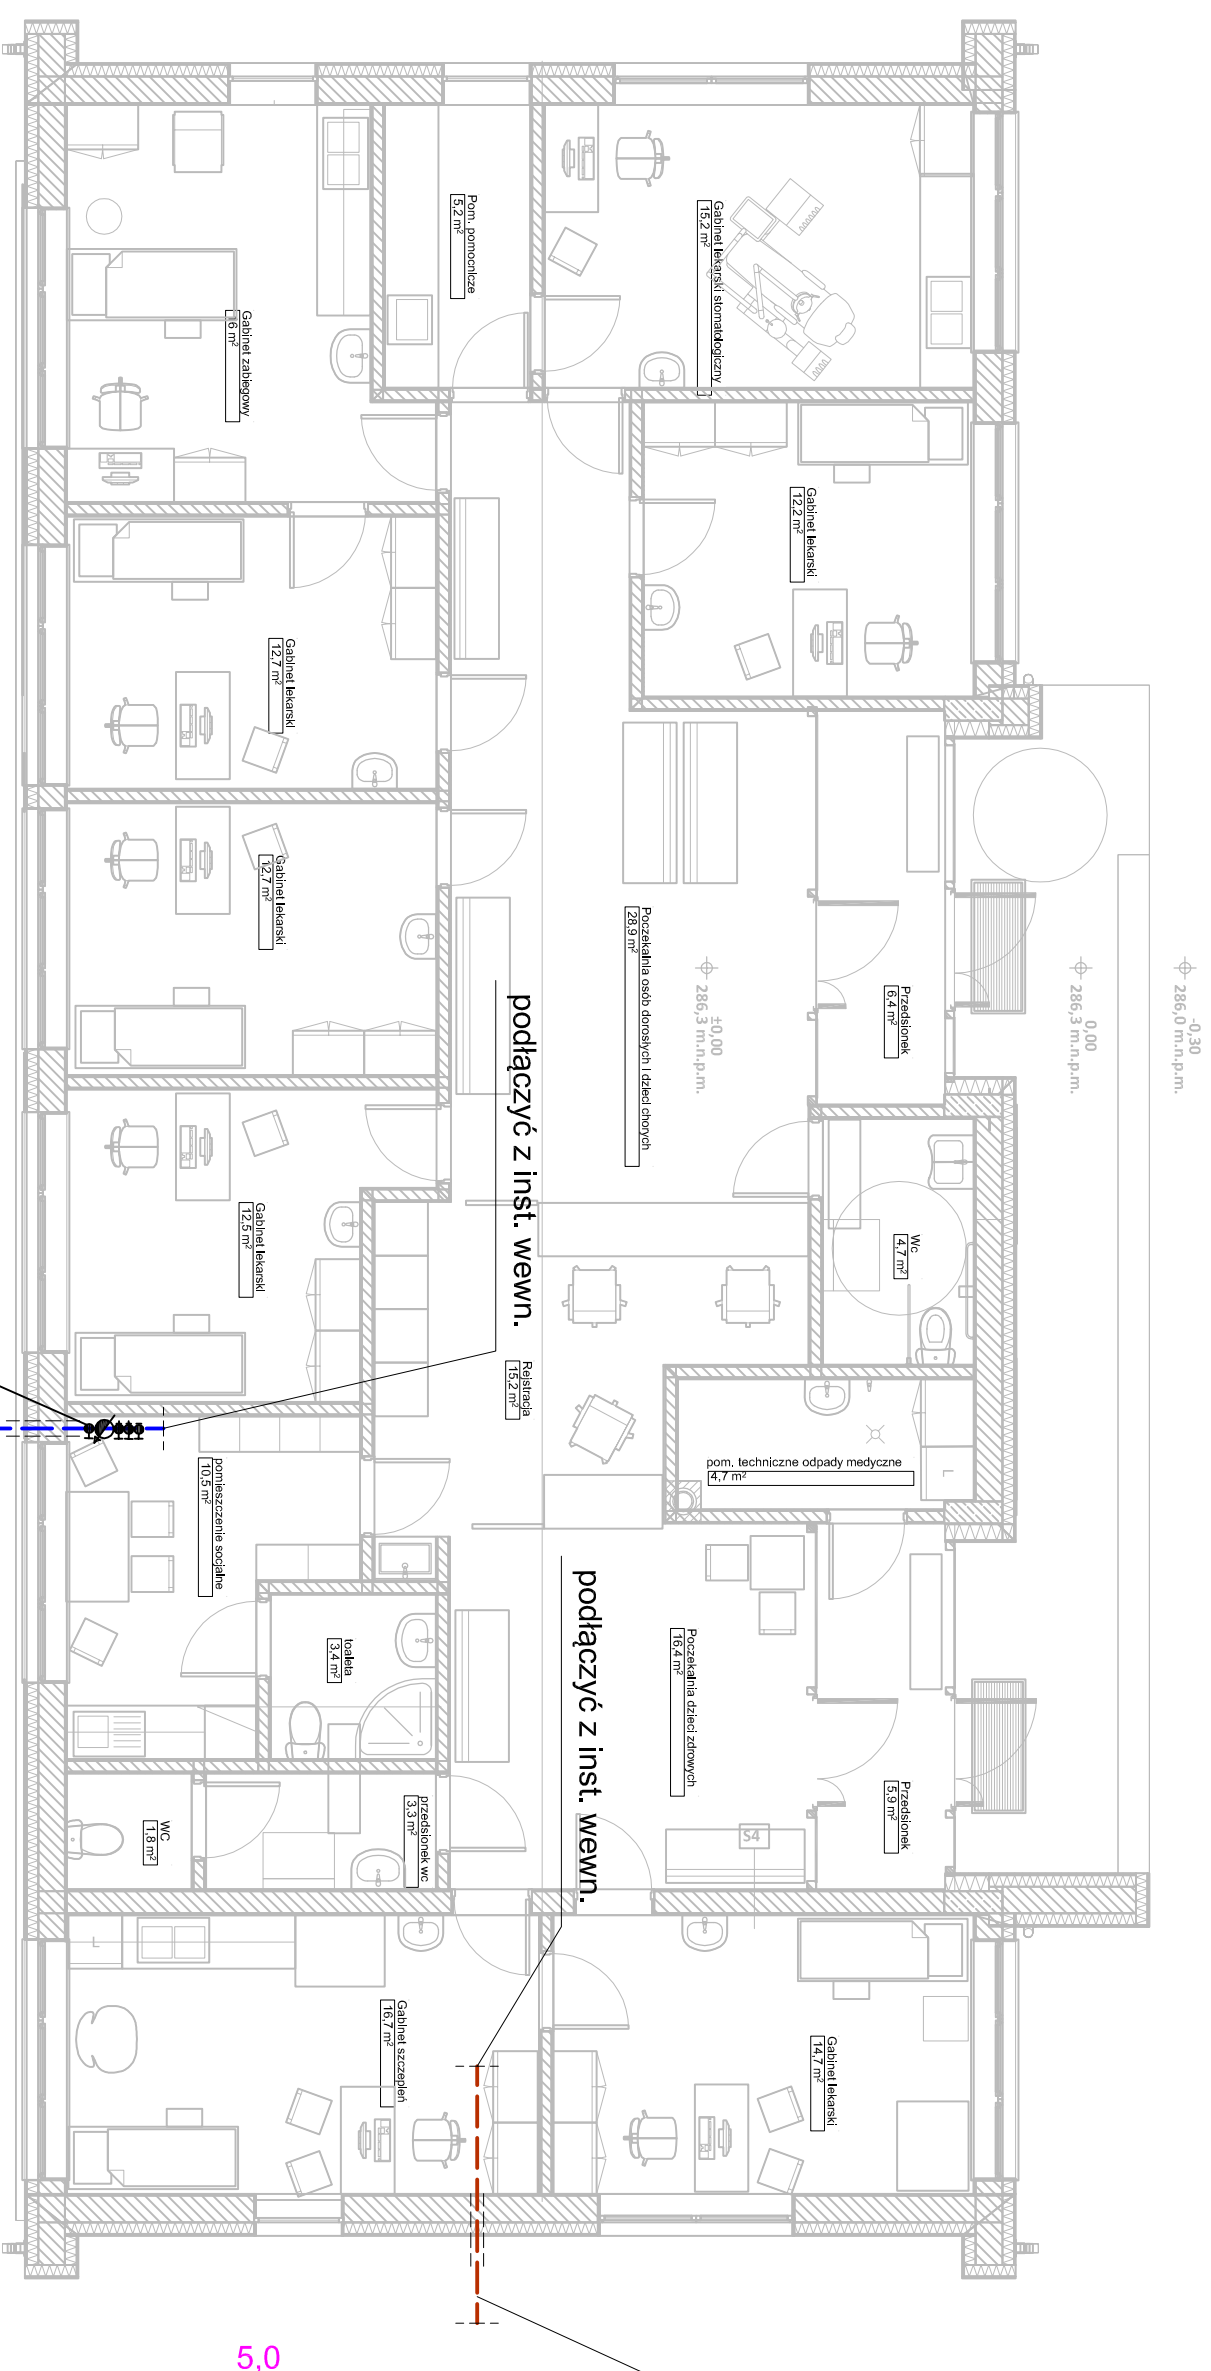 Pom. pomocnicze
5,2 m²
Gabinet lekarski stomatologiczny
15,2 m²
Gabinet zabiegowy
16 m²
Gabinet lekarski
12,2 m²
Gabinet lekarski
12,7 m²
Gabinet lekarski
12,7 m²
Poczekalnia osób dorosłych i dzieci chorych
28,9 m²
±0,00
286,3 m.n.p.m.
Przedsionek
6,4 m²
0,00
286,3 m.n.p.m.
-0,30
286,0 m.n.p.m.
podłączyć z inst. wewn.
Gabinet lekarski
12,5 m²
Wc
4,7 m²
Rejstracja
15,2 m²
pom. techniczne odpady medyczne
4,7 m²
L
pomieszczenie socjalne
10,5 m²
podłączyć z inst. wewn.
toaleta
3,4 m²
Poczekalnia dzieci zdrowych
16,4 m²
Przedsionek
5,9 m²
WC
1,8 m²
przedsionek wc
3,3 m²
S4
L
Gabinet szczepień
16,7 m²
Gabinet lekarski
14,7 m²
5,0